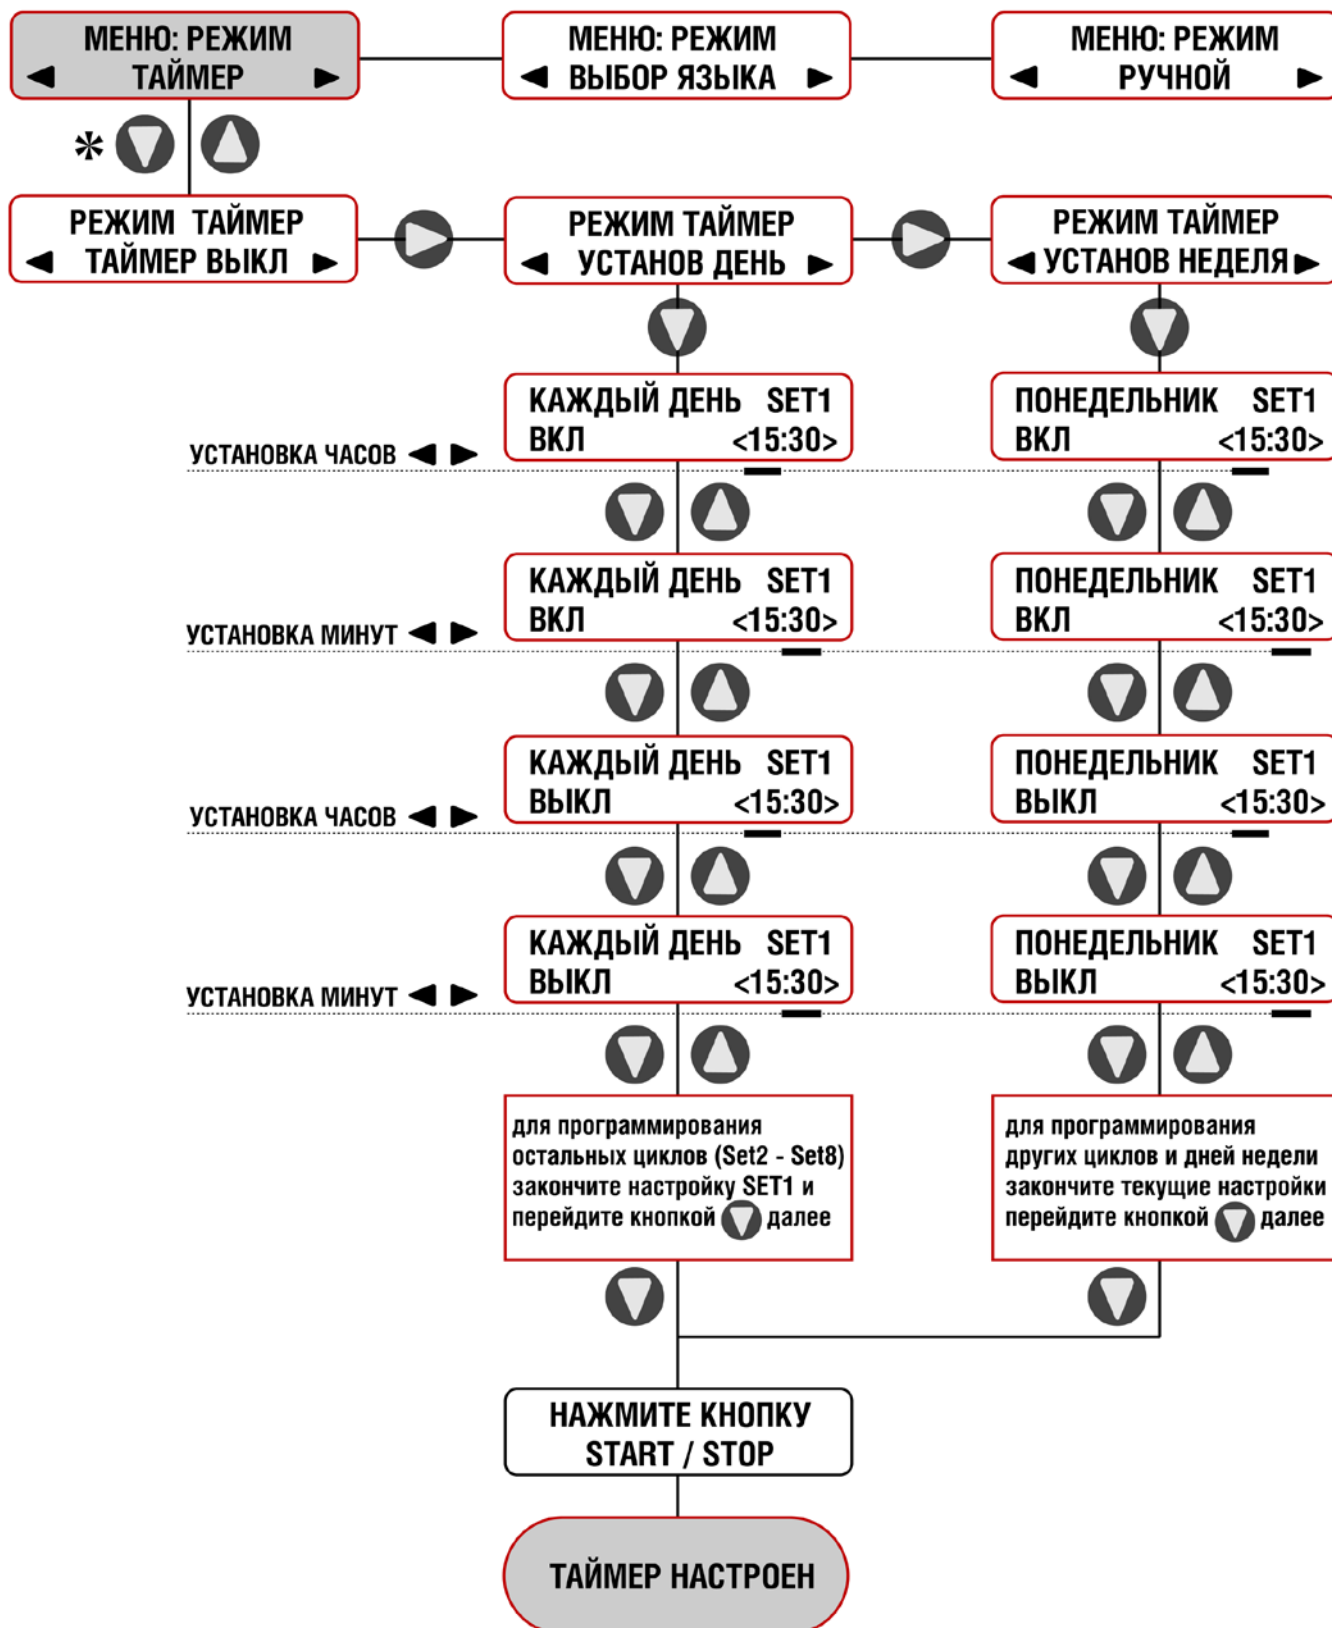 МЕНЮ: РЕЖИМ
ТАЙМЕР
МЕНЮ: РЕЖИМ
ВЫБОР ЯЗЫКА
МЕНЮ: РЕЖИМ
РУЧНОЙ
*
РЕЖИМ ТАЙМЕР
ТАЙМЕР ВЫКЛ
РЕЖИМ ТАЙМЕР
УСТАНОВ ДЕНЬ
РЕЖИМ ТАЙМЕР
УСТАНОВ НЕДЕЛЯ
УСТАНОВКА ЧАСОВ
КАЖДЫЙ ДЕНЬ SET1
ВКЛ <15:30>
ПОНЕДЕЛЬНИК SET1
ВКЛ <15:30>
УСТАНОВКА МИНУТ
КАЖДЫЙ ДЕНЬ SET1
ВКЛ <15:30>
ПОНЕДЕЛЬНИК SET1
ВКЛ <15:30>
УСТАНОВКА ЧАСОВ
КАЖДЫЙ ДЕНЬ SET1
ВЫКЛ <15:30>
ПОНЕДЕЛЬНИК SET1
ВЫКЛ <15:30>
УСТАНОВКА МИНУТ
КАЖДЫЙ ДЕНЬ SET1
ВЫКЛ <15:30>
ПОНЕДЕЛЬНИК SET1
ВЫКЛ <15:30>
для программирования
остальных циклов (Set2 - Set8)
закончите настройку SET1 и
перейдите кнопкой далее
для программирования
других циклов и дней недели
закончите текущие настройки
перейдите кнопкой далее
НАЖМИТЕ КНОПКУ
START / STOP
ТАЙМЕР НАСТРОЕН